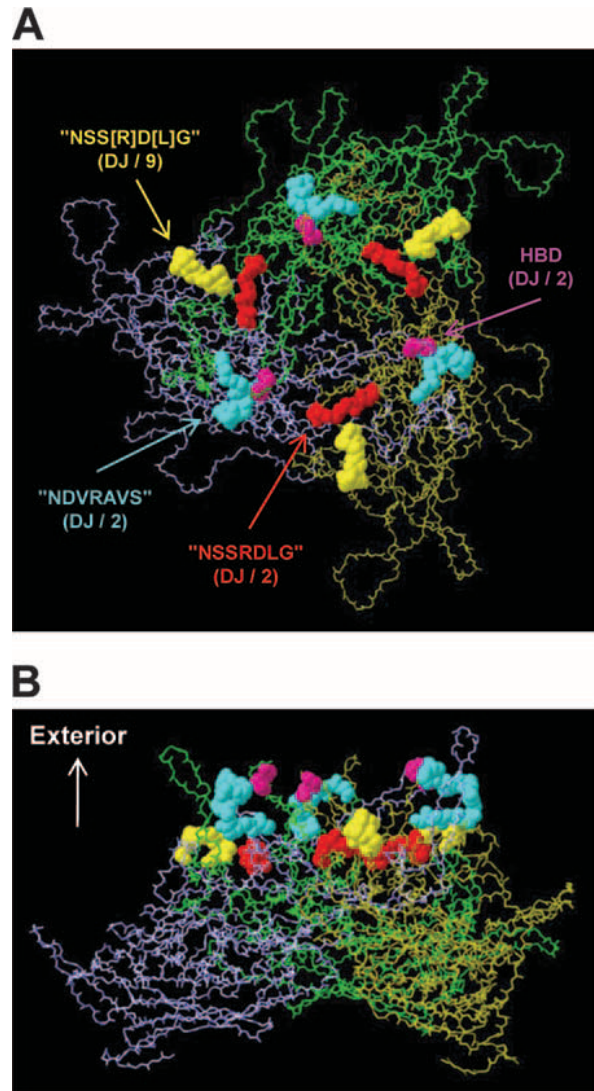 A
"NSS[R]D[L]G"
(DJ / 9)
HBD
(DJ / 2)
"NDVRAVS"
(DJ / 2)
"NSSRDLG"
(DJ / 2)
B
Exterior